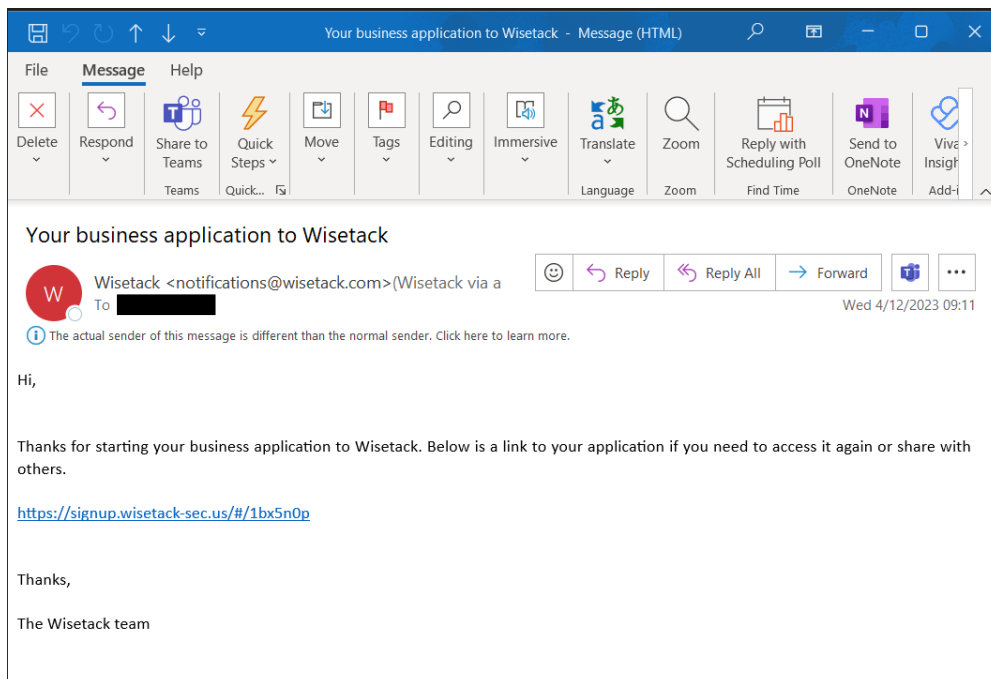 Your business application to Wisetack - Message (HTML)
File Message Help
Delete
Respond
Share to Teams
Quick Steps
Move
Tags
Editing
Immersive
Translate
Zoom
Reply with Scheduling Poll
Send to OneNote
Viva Insigh
Teams
Quick...
Language
Zoom
Find Time
OneNote
Add-i
Your business application to Wisetack
W
Wisetack <notifications@wisetack.com>(Wisetack via a
Reply
Reply All
Forward
To
Wed 4/12/2023 09:11
The actual sender of this message is different than the normal sender. Click here to learn more.
Hi,
Thanks for starting your business application to Wisetack. Below is a link to your application if you need to access it again or share with
others.
https://signup.wisetack-sec.us/#/1bx5n0p
Thanks,
The Wisetack team